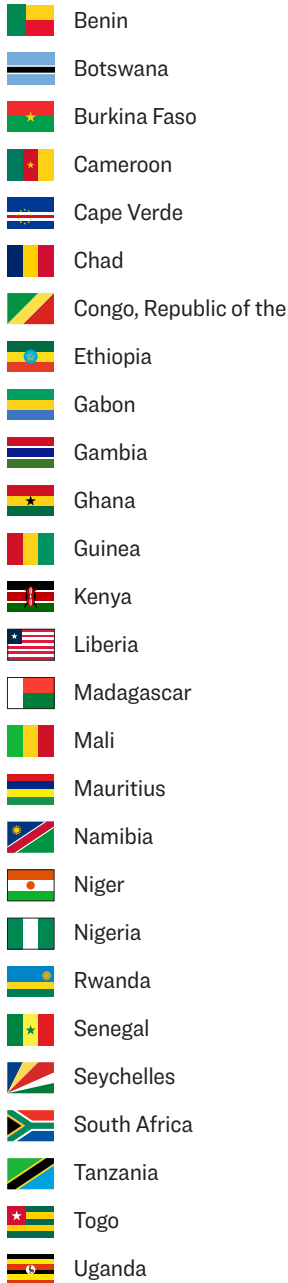 Benin
Botswana
Burkina Faso
Cameroon
Cape Verde
Chad
Congo, Republic of the
Ethiopia
Gabon
Gambia
Ghana
Guinea
Kenya
Liberia
Madagascar
Mali
Mauritius
Namibia
Niger
Nigeria
Rwanda
Senegal
Seychelles
South Africa
Tanzania
Togo
Uganda